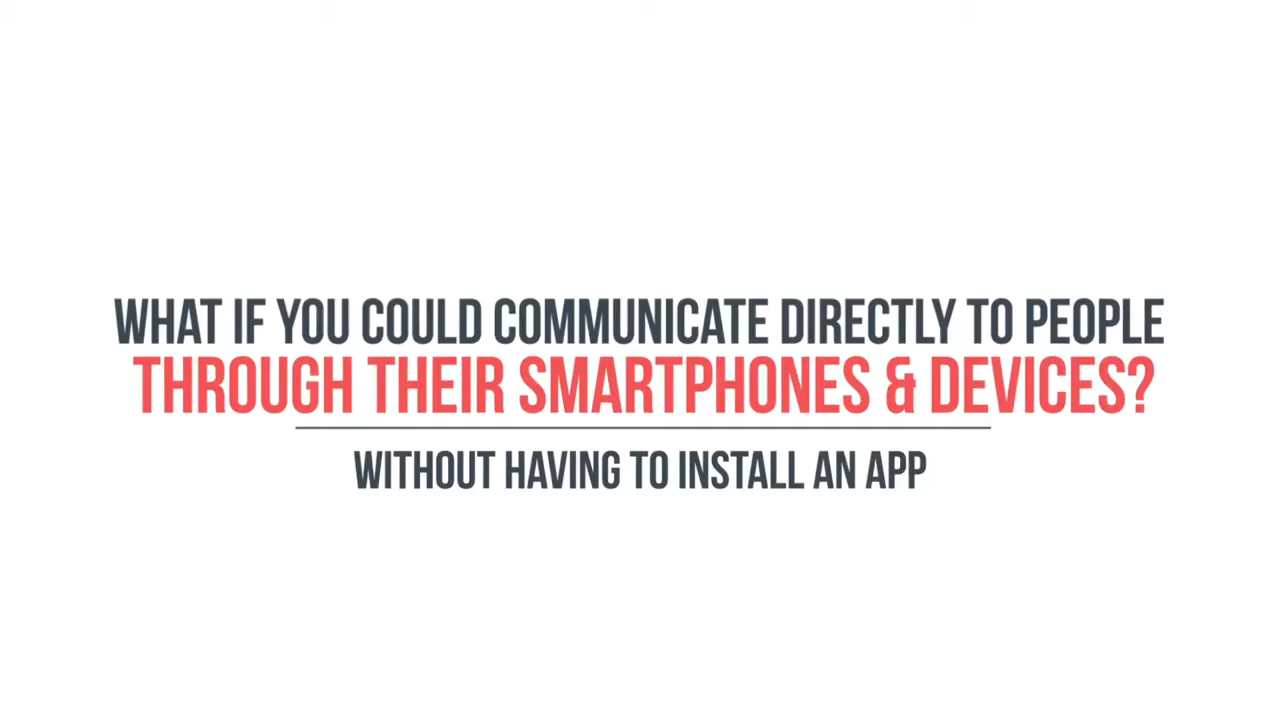 WHAT IF YOU COULD COMMUNICATE DIRECTLY TO PEOPLE
THROUGH THEIR SMARTPHONES & DEVICES?
WITHOUT HAVING TO INSTALL AN APP